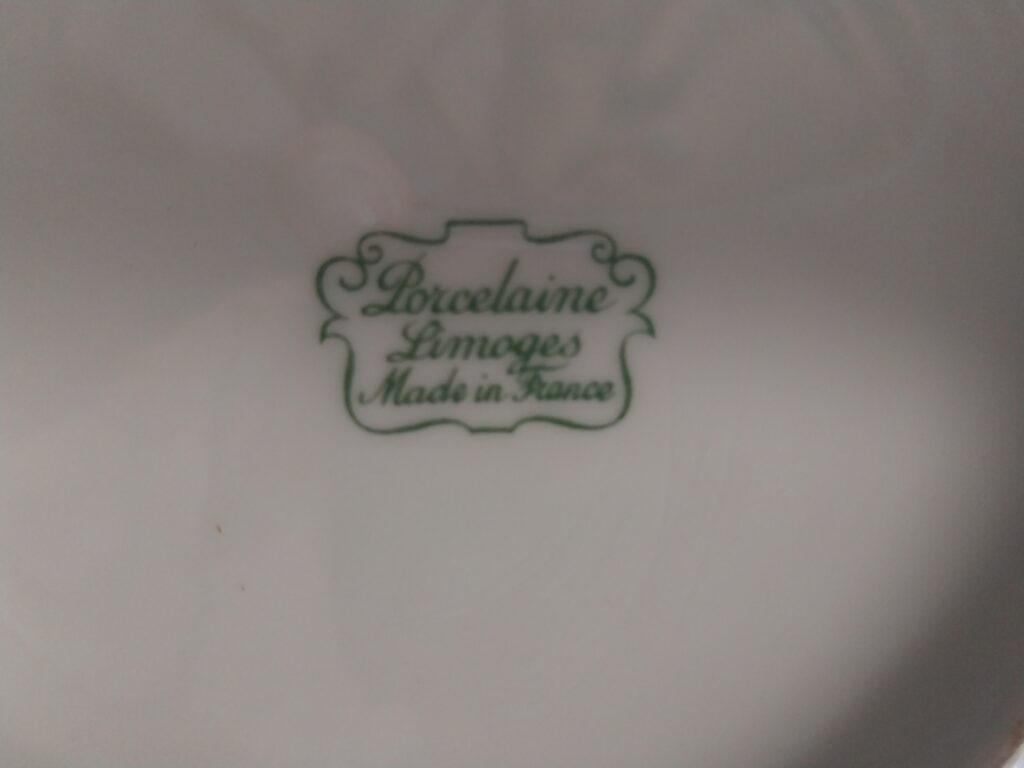 Porcelaine
Limoges
Made in France